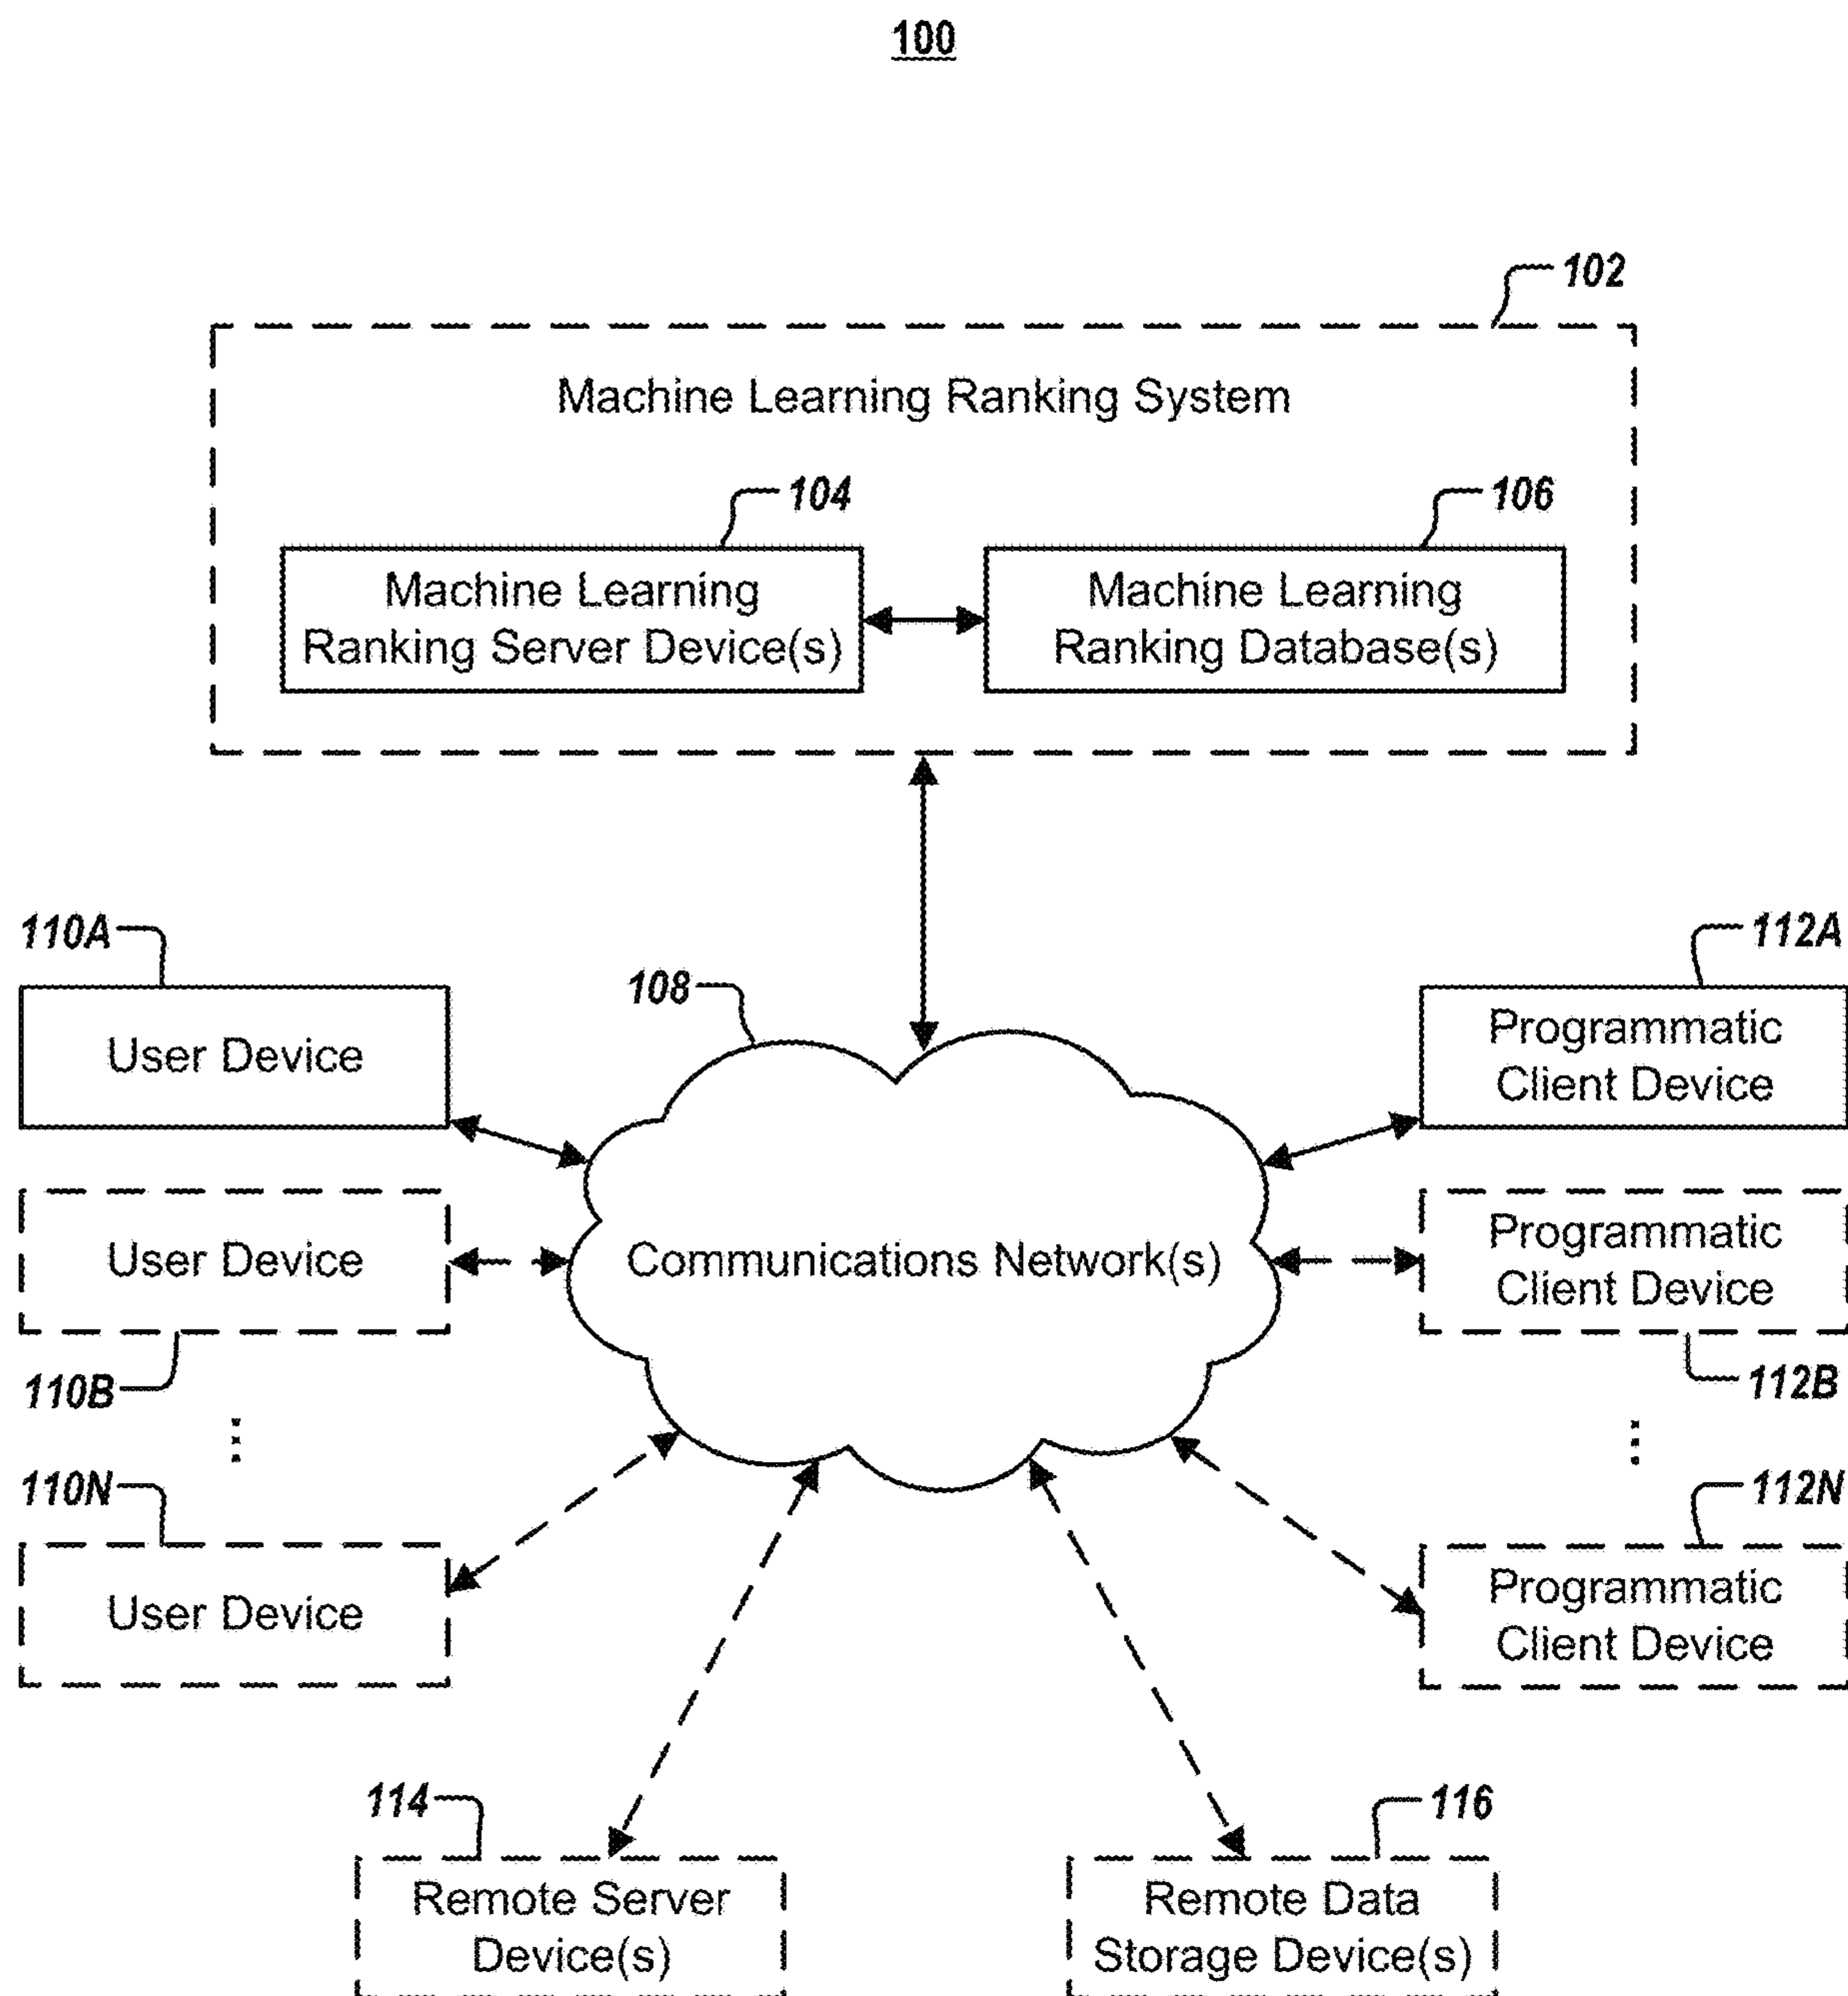 100
102
Machine Learning Ranking System
104
106
Machine Learning
Ranking Server Device(s)
Machine Learning
Ranking Database(s)
110A
112A
108
User Device
Programmatic
Client Device
User Device
Communications Network(s)
Programmatic
Client Device
110B
112B
110N
112N
User Device
Programmatic
Client Device
114
116
Remote Server
Device(s)
Remote Data
Storage Device(s)